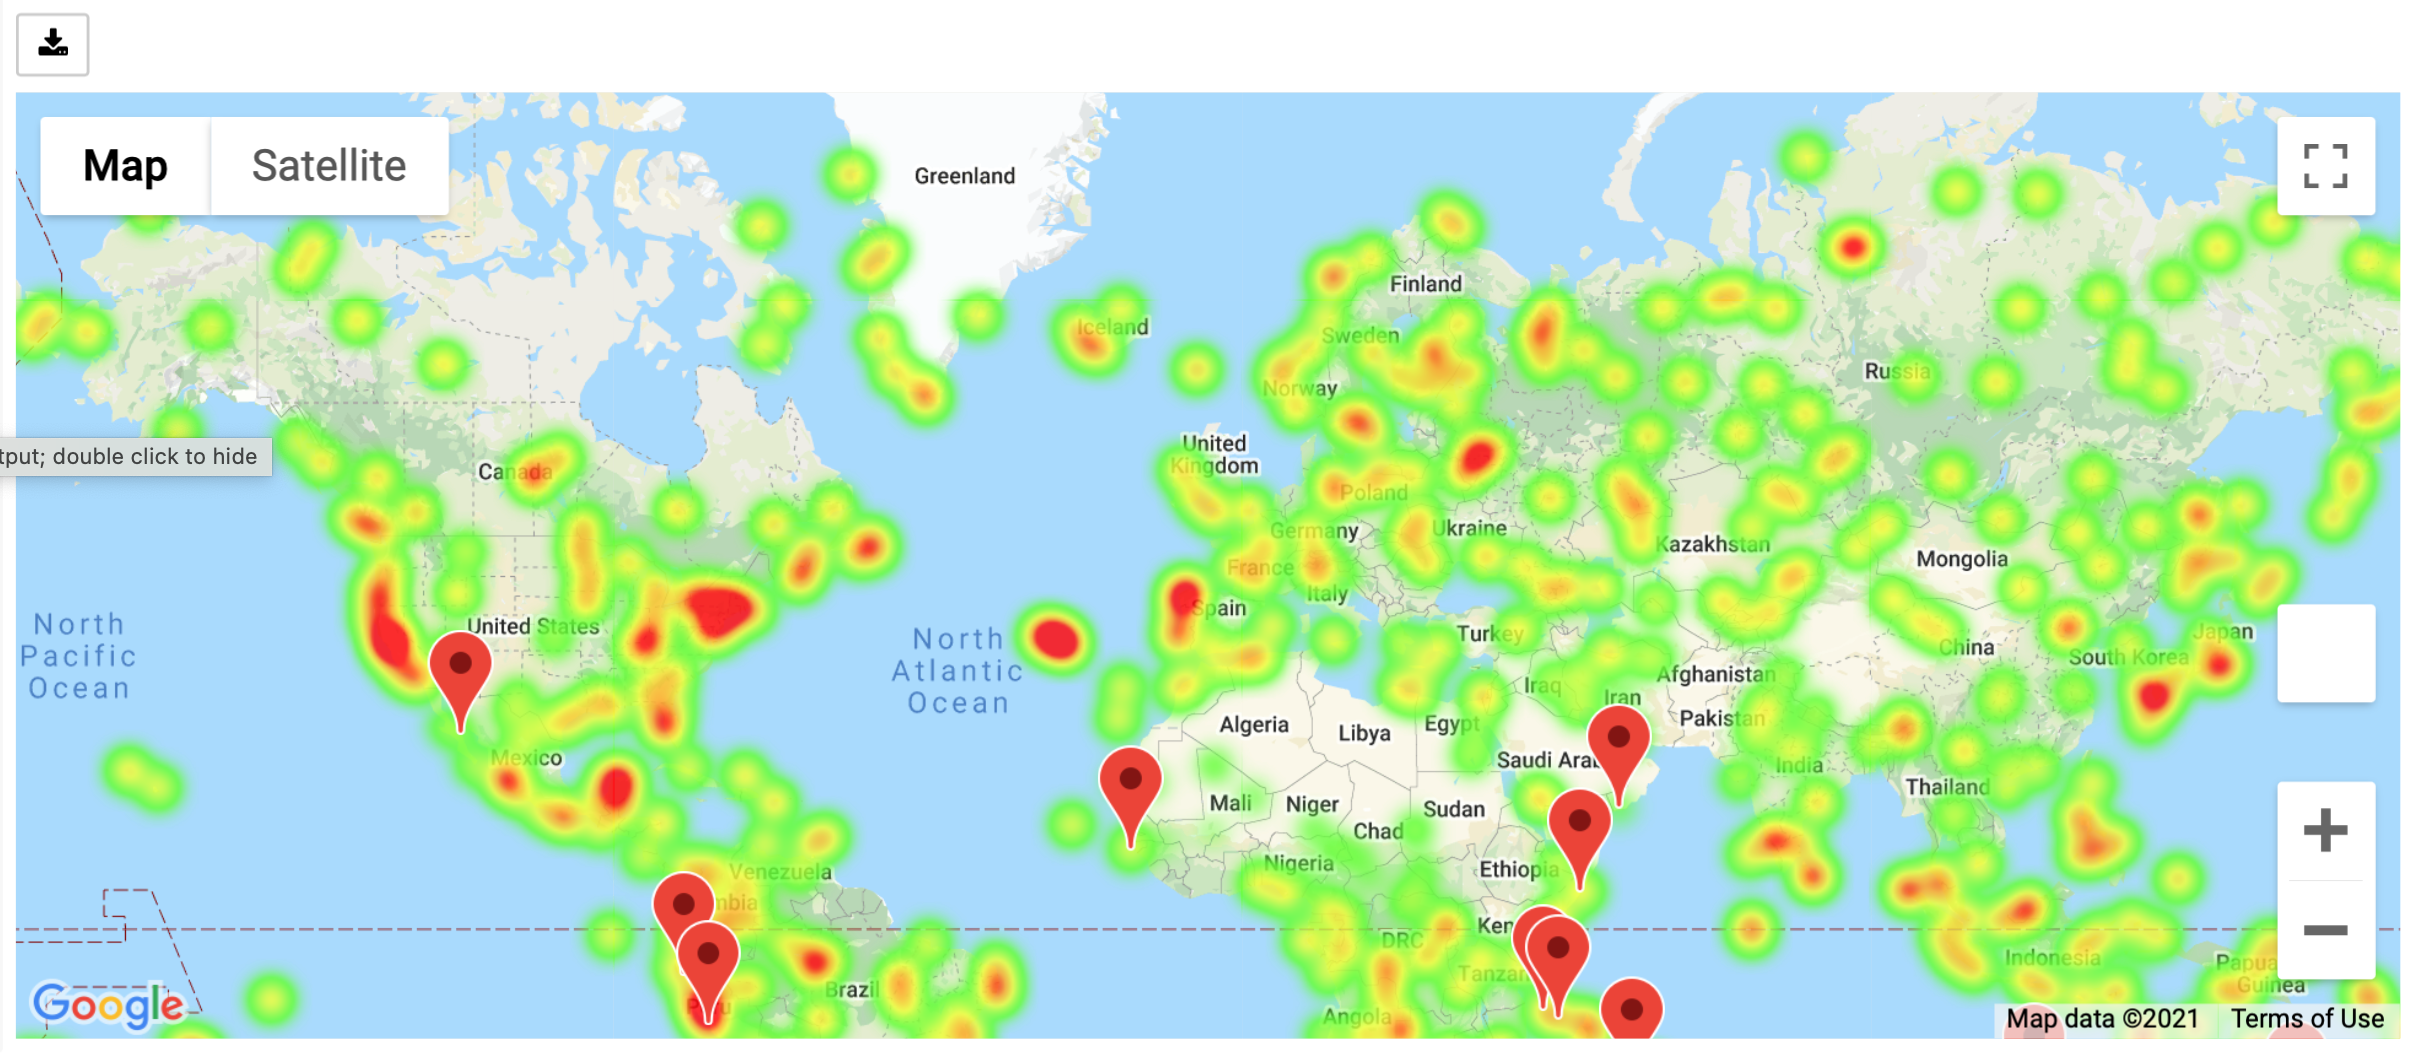 Map
Satellite
Greenland
Finland
Iceland
Sweden
Russia
Norway
United
Kingdom
tput; double click to hide
Canada
Poland
Germany
Ukraine
Kazakhstan
Mongolia
France
Italy
Spain
North
Pacific
Ocean
United States
North
Atlantic
Ocean
Turkey
Japan
China
South Korea
Afghanistan
Iraq
Iran
Algeria
Libya
Egypt
Pakistan
Mexico
Saudi Ara
India
Thailand
Mali
Niger
Sudan
Chad
Nigeria
Ethiopia
Venezuela
mbia
Ken
DRC
Indonesia
Papua
Guinea
Tanzan
Brazil
Peru
Angola
Google
Map data ©2021
Terms of Use